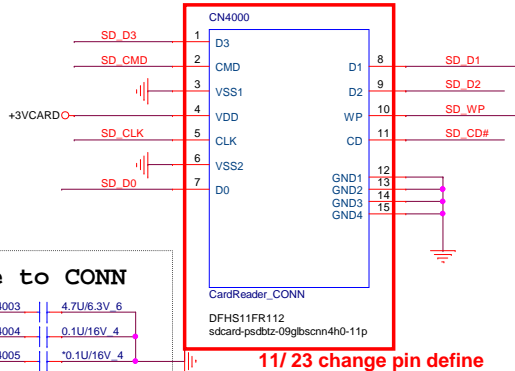 CN4000
SD_D3 1 D3
SD_CMD 2 CMD
D1 8 SD_D1
3 VSS1
D2 9 SD_D2
+3VCARD 4 VDD
WP 10 SD_WP
SD_CLK 5 CLK
CD 11 SD_CD#
6 VSS2
SD_D0 7 D0
GND1 12
GND2 13
GND3 14
GND4 15
e to CONN
CardReader_CONN
4003 4.7U/6.3V_6
DFHS11FR112
sdcard-psdbtz-09glbscnn4h0-11p
4004 0.1U/16V_4
4005 *0.1U/16V_4
11/ 23 change pin define